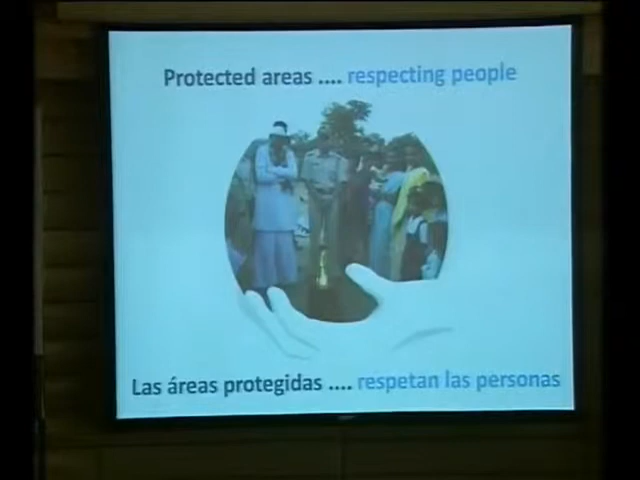 Protected areas .... respecting people
Las áreas protegidas .... respetan las personas